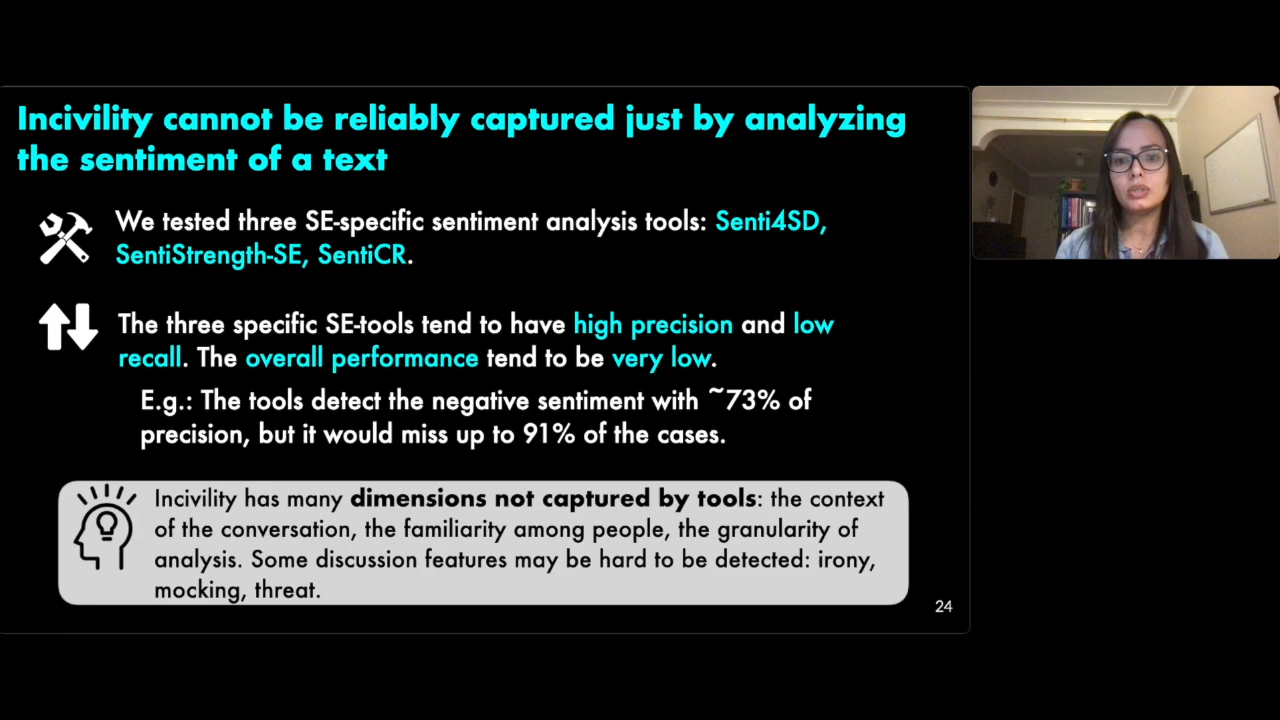 Incivility cannot be reliably captured just by analyzing
the sentiment of a text
We tested three SE-specific sentiment analysis tools: Senti4SD,
SentiStrength-SE, SentiCR.
The three specific SE-tools tend to have high precision and low
recall. The overall performance tend to be very low.
E.g.: The tools detect the negative sentiment with ~73% of
precision, but it would miss up to 91% of the cases.
Incivility has many dimensions not captured by tools: the context
of the conversation, the familiarity among people, the granularity of
analysis. Some discussion features may be hard to be detected: irony,
mocking, threat.
24